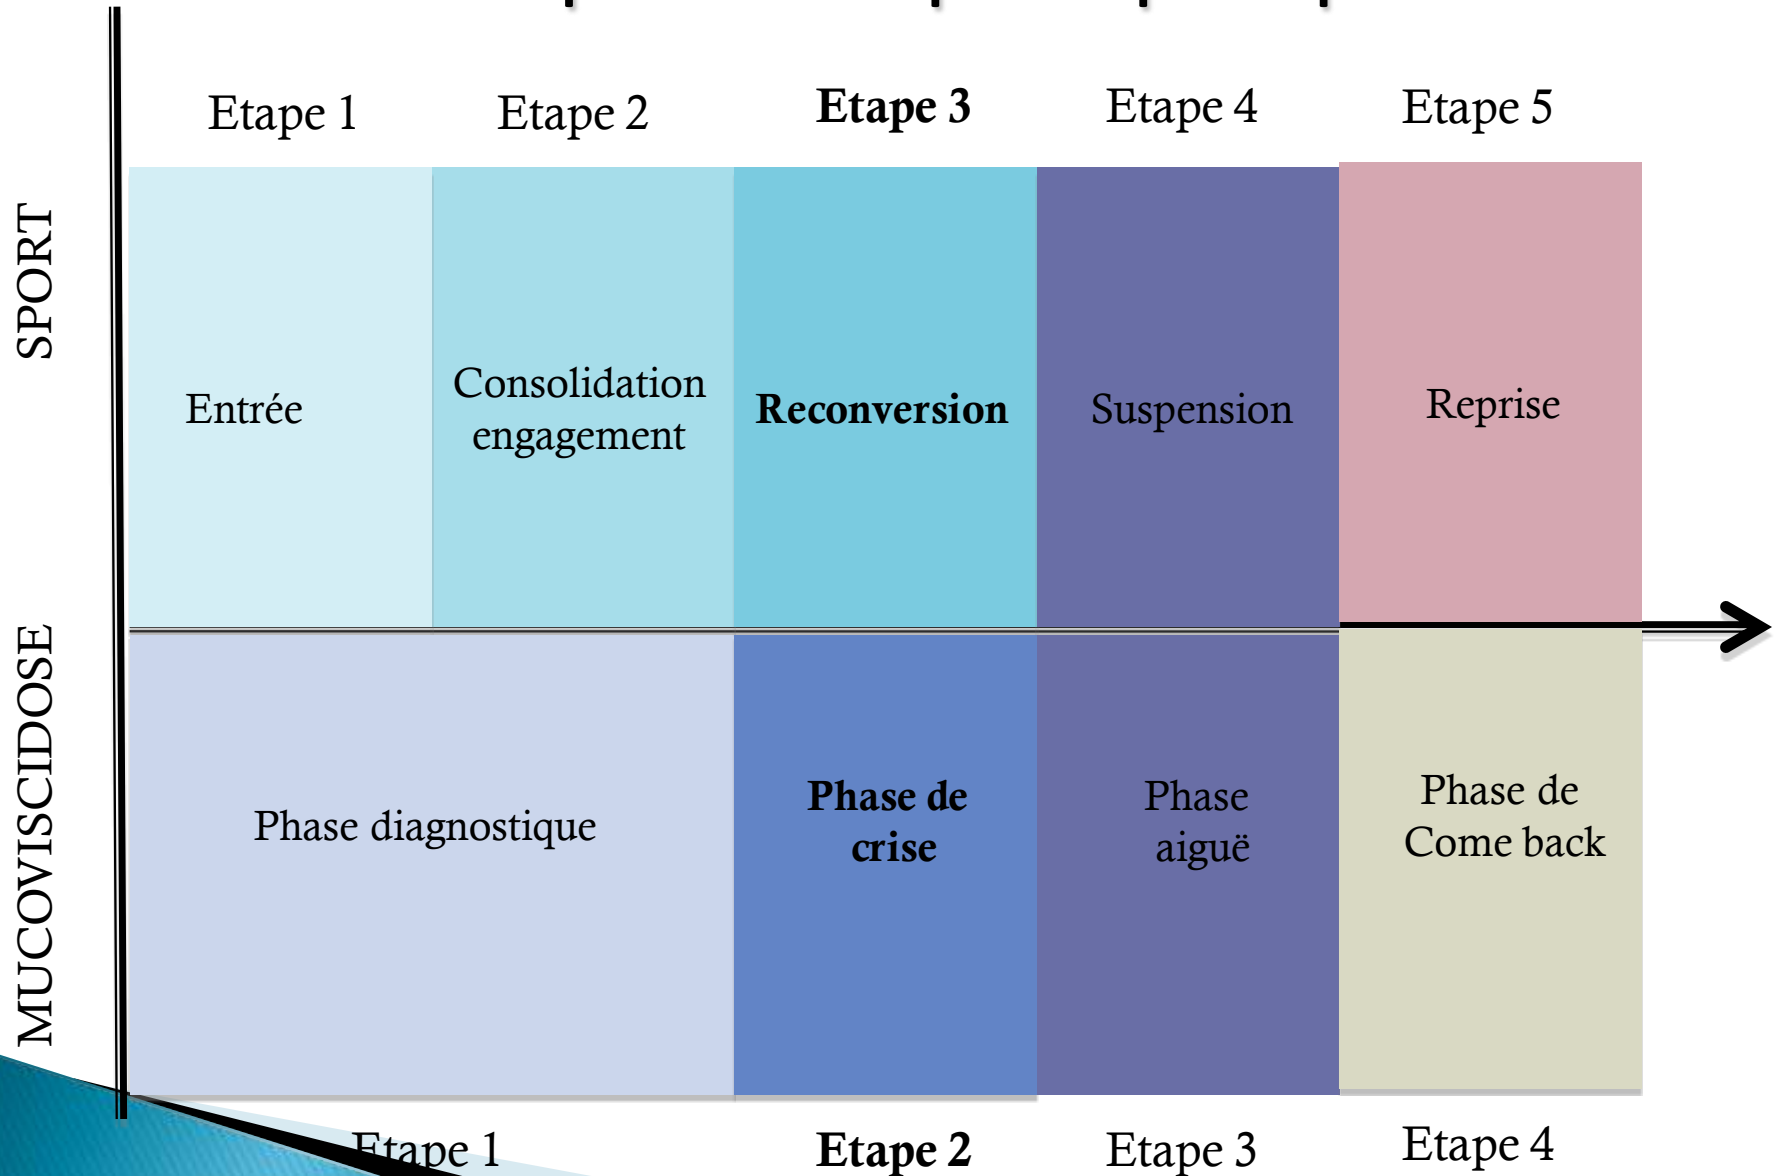 Etape 1
Etape 2
Etape 3
Etape 4
Etape 5
SPORT
Entrée
Consolidation
engagement
Reconversion
Suspension
Reprise
MUCOVISCIDOSE
Phase diagnostique
Phase de
crise
Phase
aiguë
Phase de
Come back
Etape 1
Etape 2
Etape 3
Etape 4